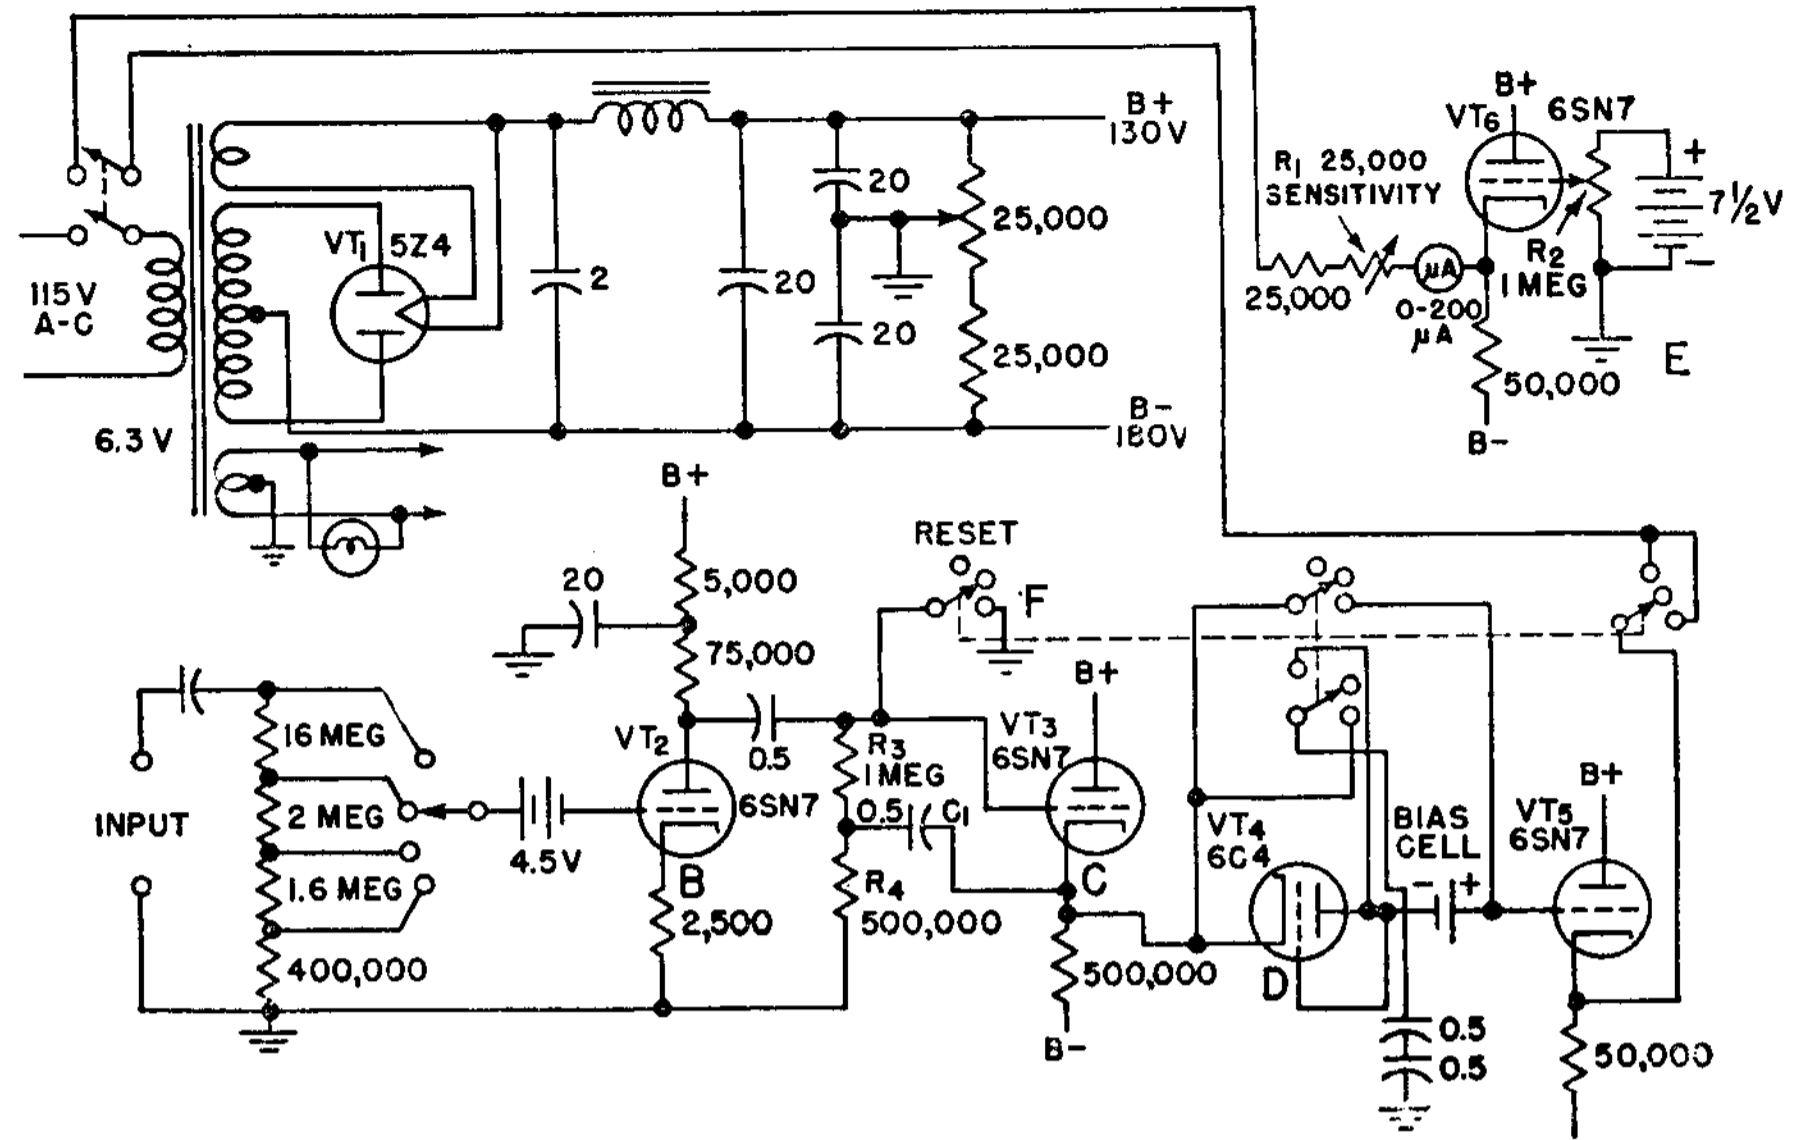 115V
A-C
6.3V
VT1
5Z4
2
20
20
20
25,000
25,000
B+
130V
B-
180V
B+
VT6
6SN7
R1 25,000
SENSITIVITY
25,000
μA
0-200
μA
R2
1 MEG
+
7½V
-
E
50,000
B-
B+
5,000
20
75,000
RESET
F
INPUT
16 MEG
2 MEG
1.6 MEG
400,000
4.5V
VT2
6SN7
B
2,500
0.5
R3
1MEG
0.5
C1
R4
500,000
B+
VT3
6SN7
C
500,000
B-
VT4
6C4
D
BIAS
CELL
- +
0.5
0.5
B+
VT5
6SN7
50,000